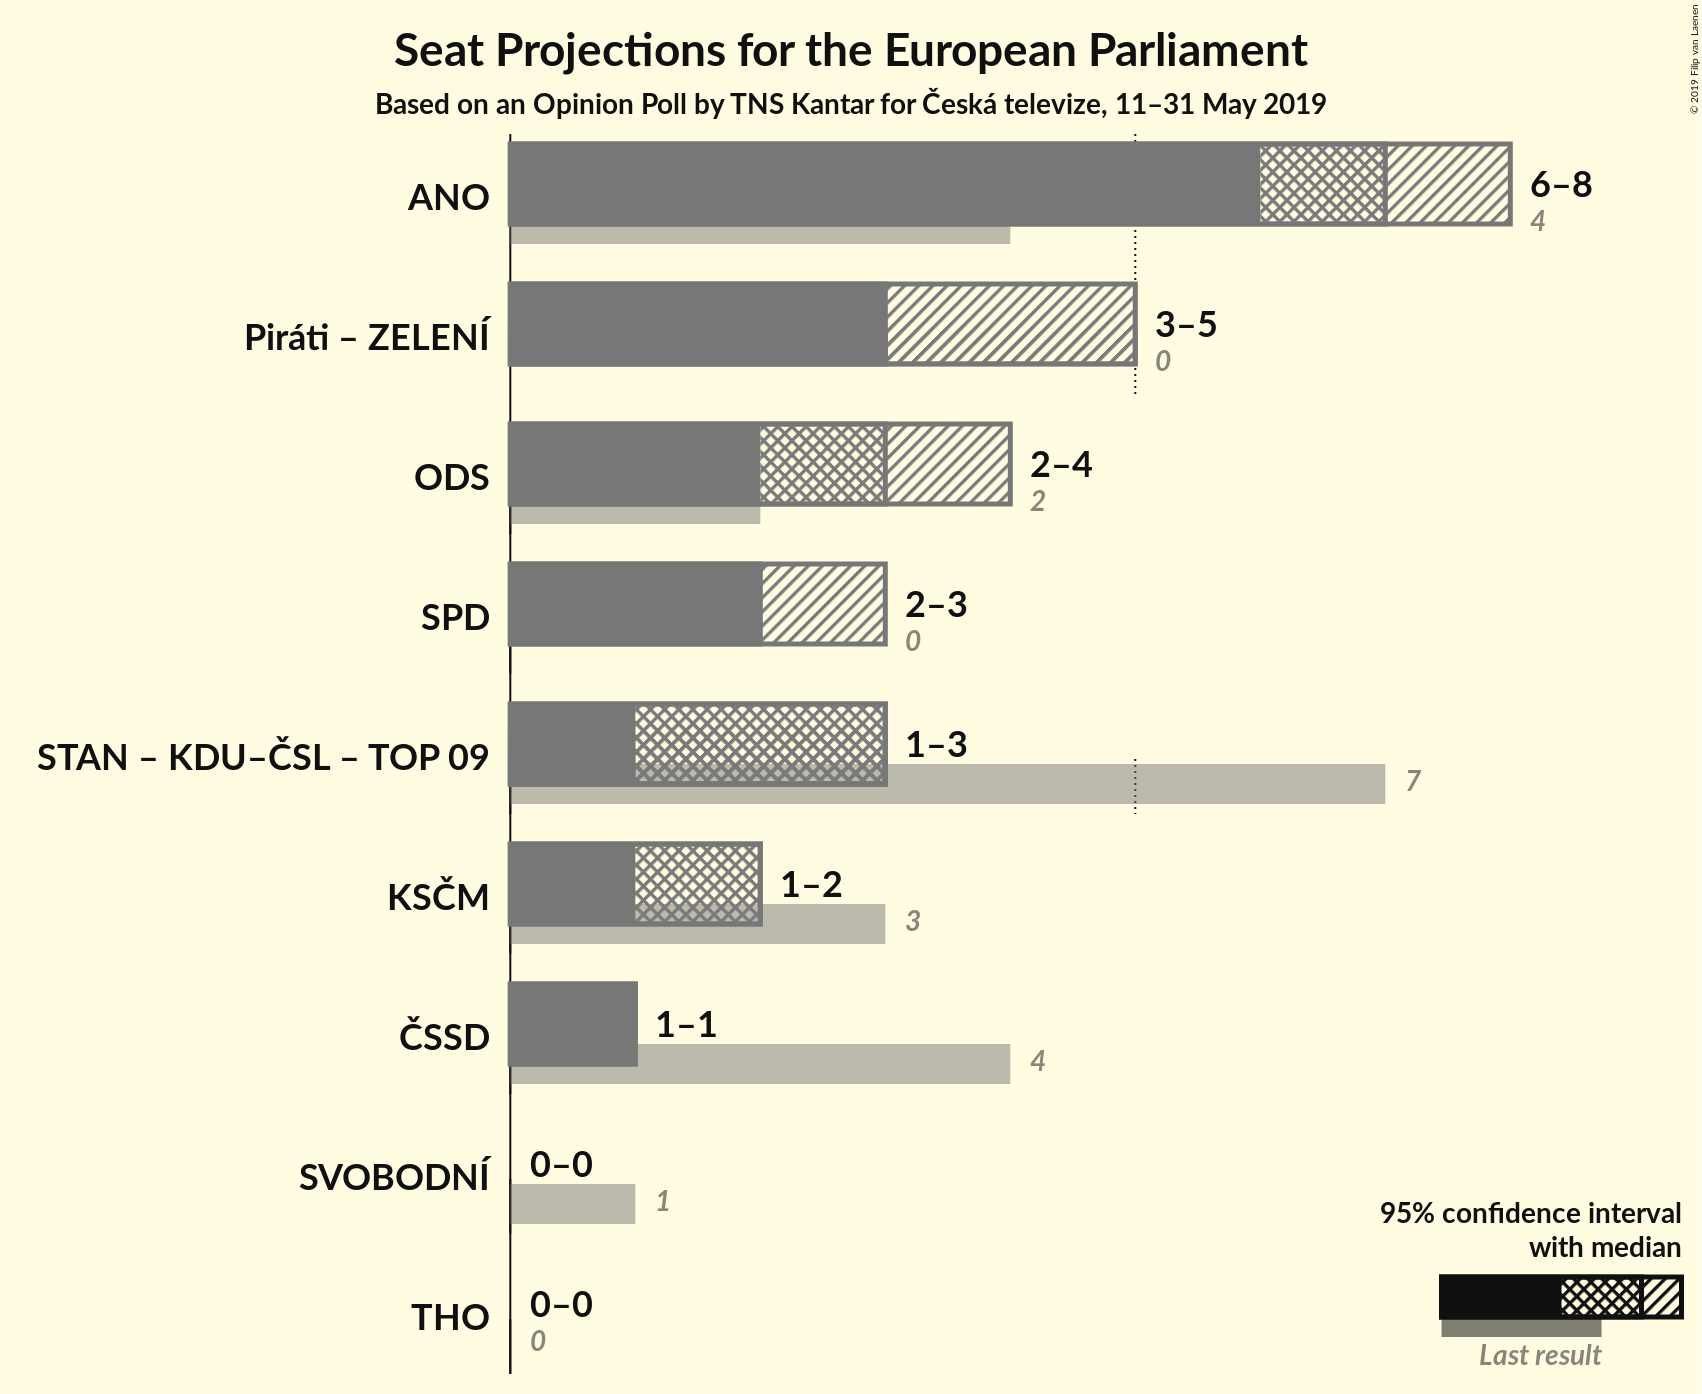 Seat Projections for the European Parliament
Based on an Opinion Poll by TNS Kantar for Česká televize, 11–31 May 2019
© 2019 Filip van Laenen
ANO
6–8
4
Piráti – ZELENÍ
3–5
0
ODS
2–4
2
SPD
2–3
0
STAN – KDU–ČSL – TOP 09
1–3
7
KSČM
1–2
3
ČSSD
1–1
4
SVOBODNÍ
0–0
1
THO
0–0
0
95% confidence interval
with median
Last result